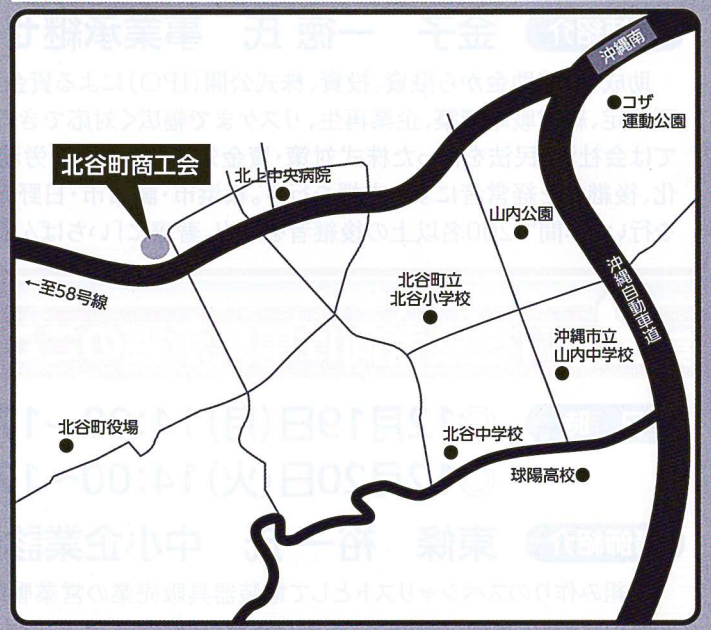 沖縄南
コザ
運動公園
北谷町商工会
北上中央病院
山内公園
←至58号線
北谷町立
北谷小学校
沖縄自動車道
沖縄市立
山内中学校
北谷町役場
北谷中学校
球陽高校